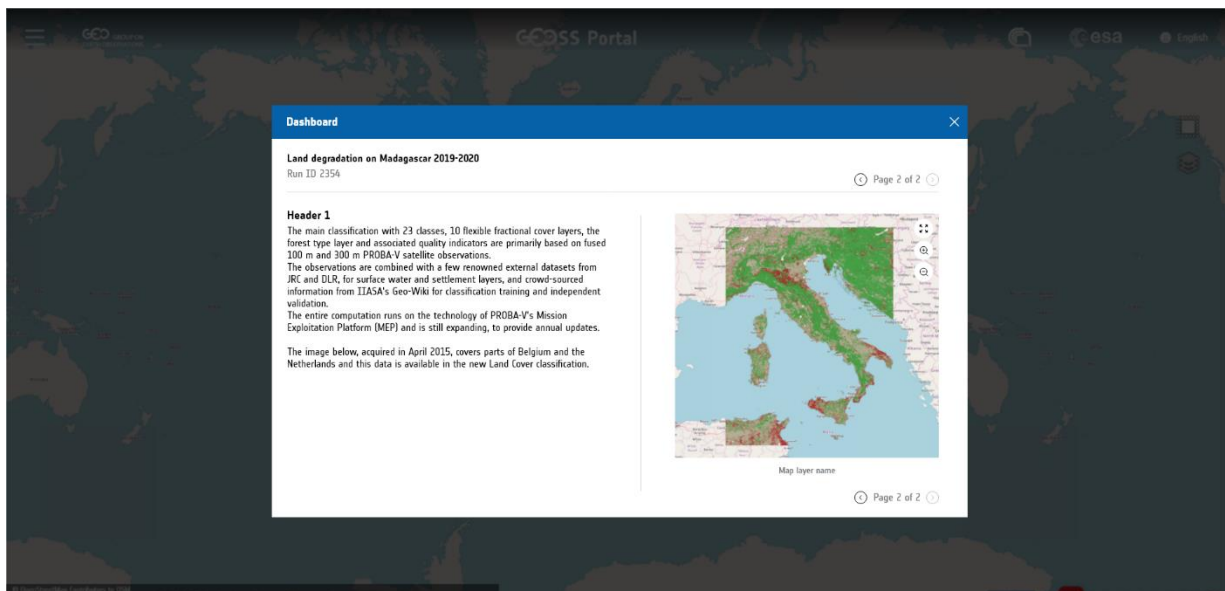 GEO
GEOSS Portal
esa
English
Dashboard
Land degradation on Madagascar 2019-2020
Run ID 2354
Page 2 of 2
Header 1
The main classification with 23 classes, 10 flexible fractional cover layers, the
forest type layer and associated quality indicators are primarily based on fused
100 m and 300 m PROBA-V satellite observations.
The observations are combined with a few renowned external datasets from
JRC and DLR, for surface water and settlement layers, and crowd-sourced
information from IIASA's Geo-Wiki for classification training and independent
validation.
The entire computation runs on the technology of PROBA-V's Mission
Exploitation Platform (MEP) and is still expanding, to provide annual updates.
The image below, acquired in April 2015, covers parts of Belgium and the
Netherlands and this data is available in the new Land Cover classification.
Map layer name
Page 2 of 2